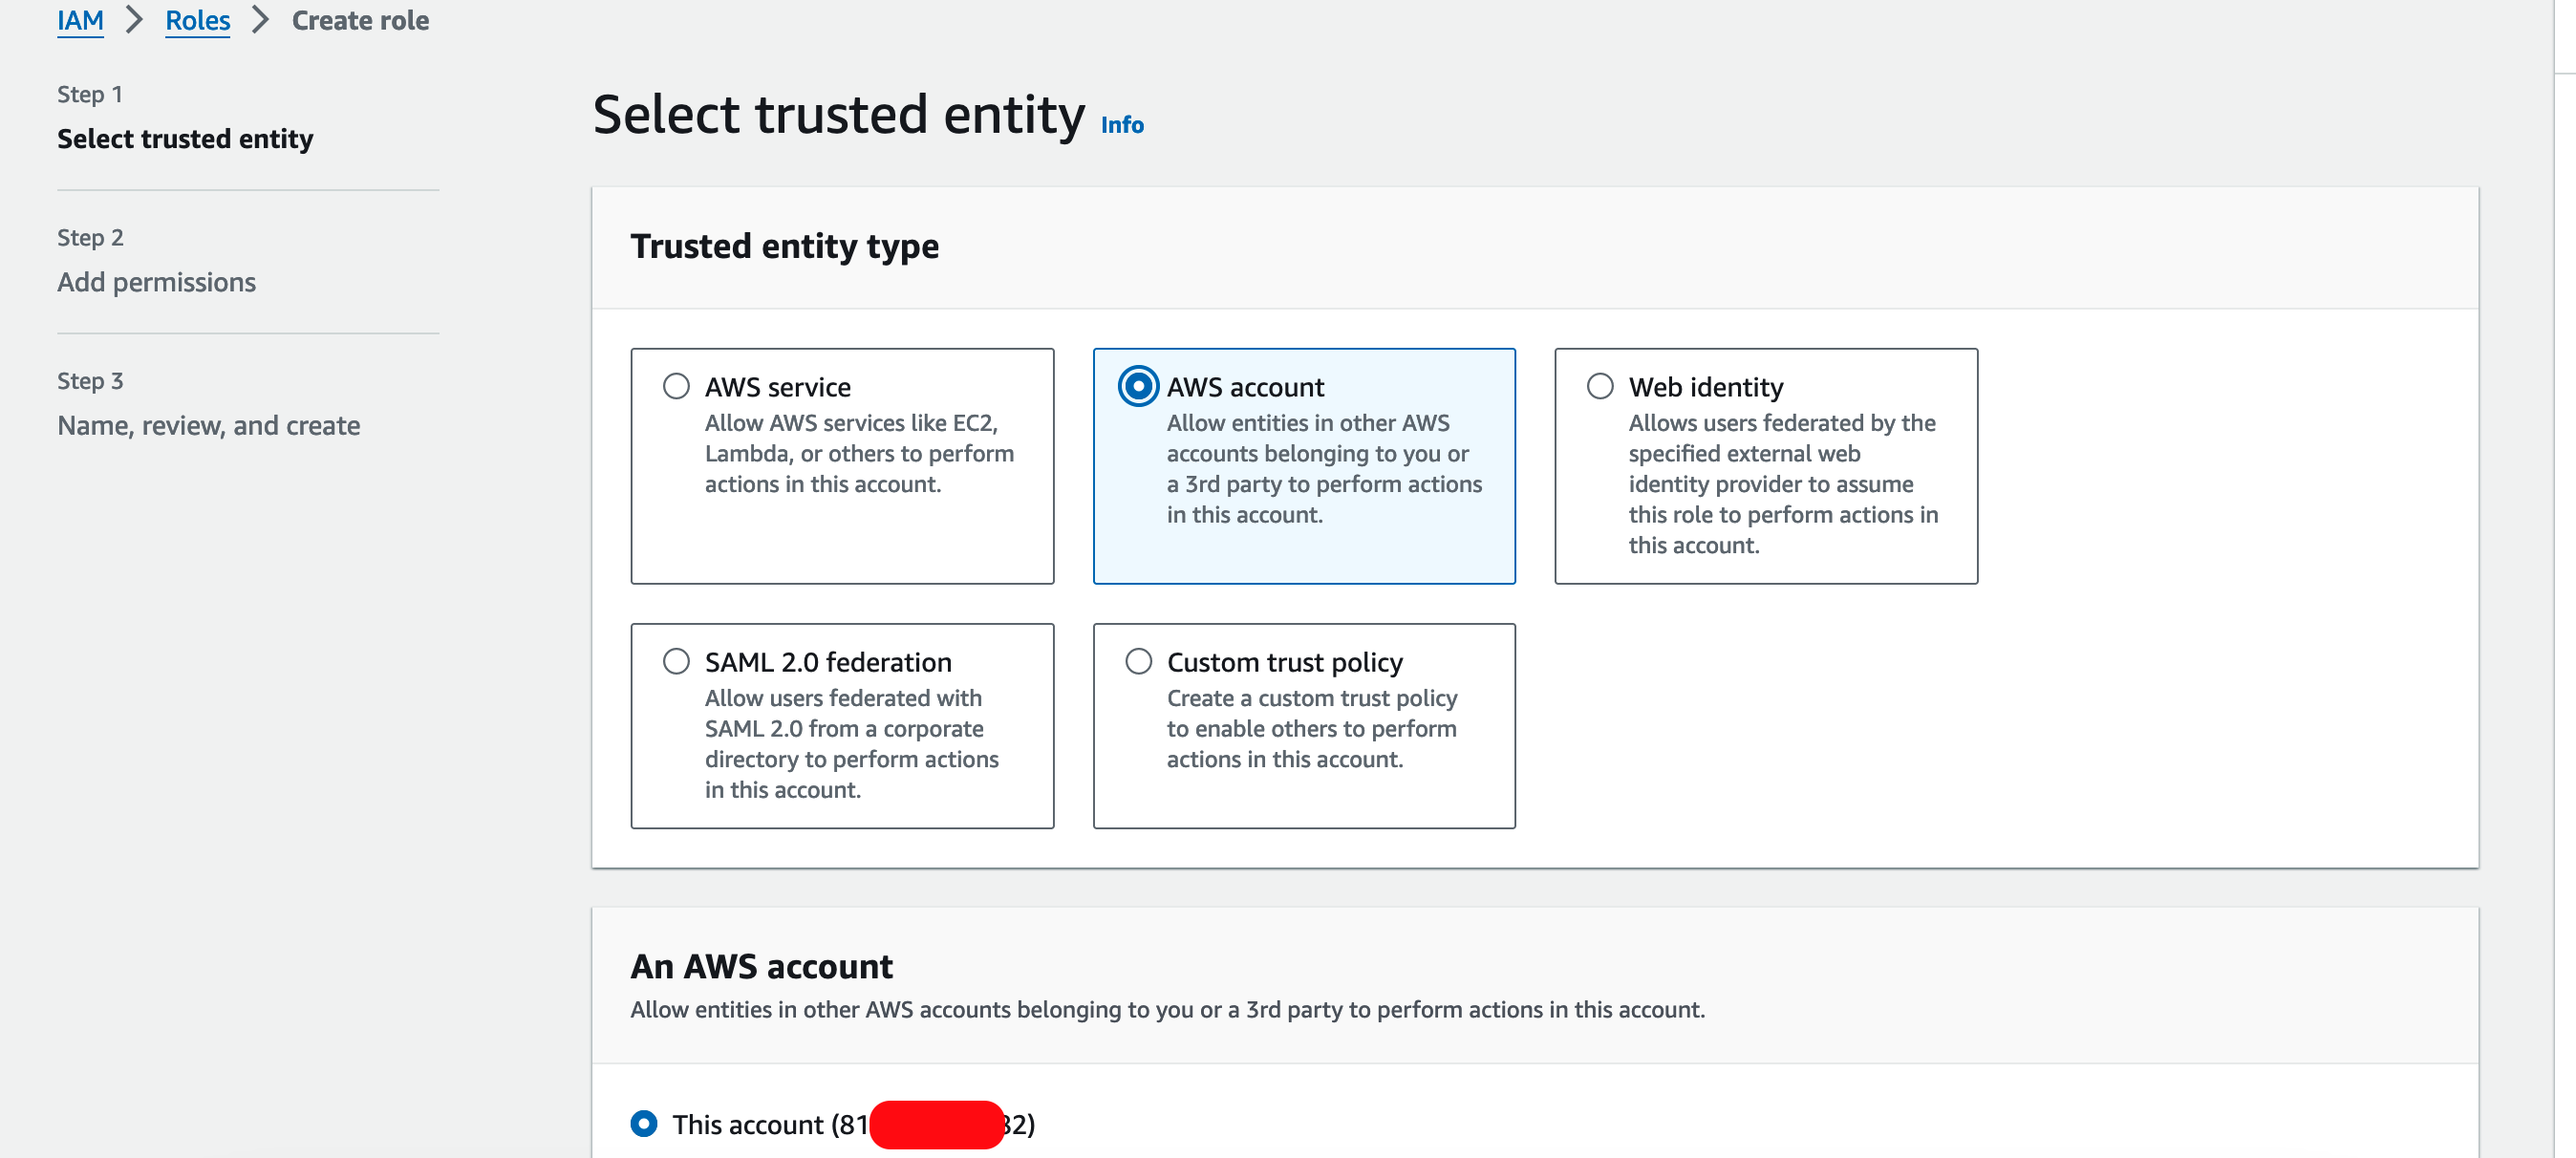 IAM > Roles > Create role
Step 1
Select trusted entity
Step 2
Add permissions
Step 3
Name, review, and create
Select trusted entity Info
Trusted entity type
AWS service
Allow AWS services like EC2,
Lambda, or others to perform
actions in this account.
AWS account
Allow entities in other AWS
accounts belonging to you or
a 3rd party to perform actions
in this account.
Web identity
Allows users federated by the
specified external web
identity provider to assume
this role to perform actions in
this account.
SAML 2.0 federation
Allow users federated with
SAML 2.0 from a corporate
directory to perform actions
in this account.
Custom trust policy
Create a custom trust policy
to enable others to perform
actions in this account.
An AWS account
Allow entities in other AWS accounts belonging to you or a 3rd party to perform actions in this account.
This account (81 32)